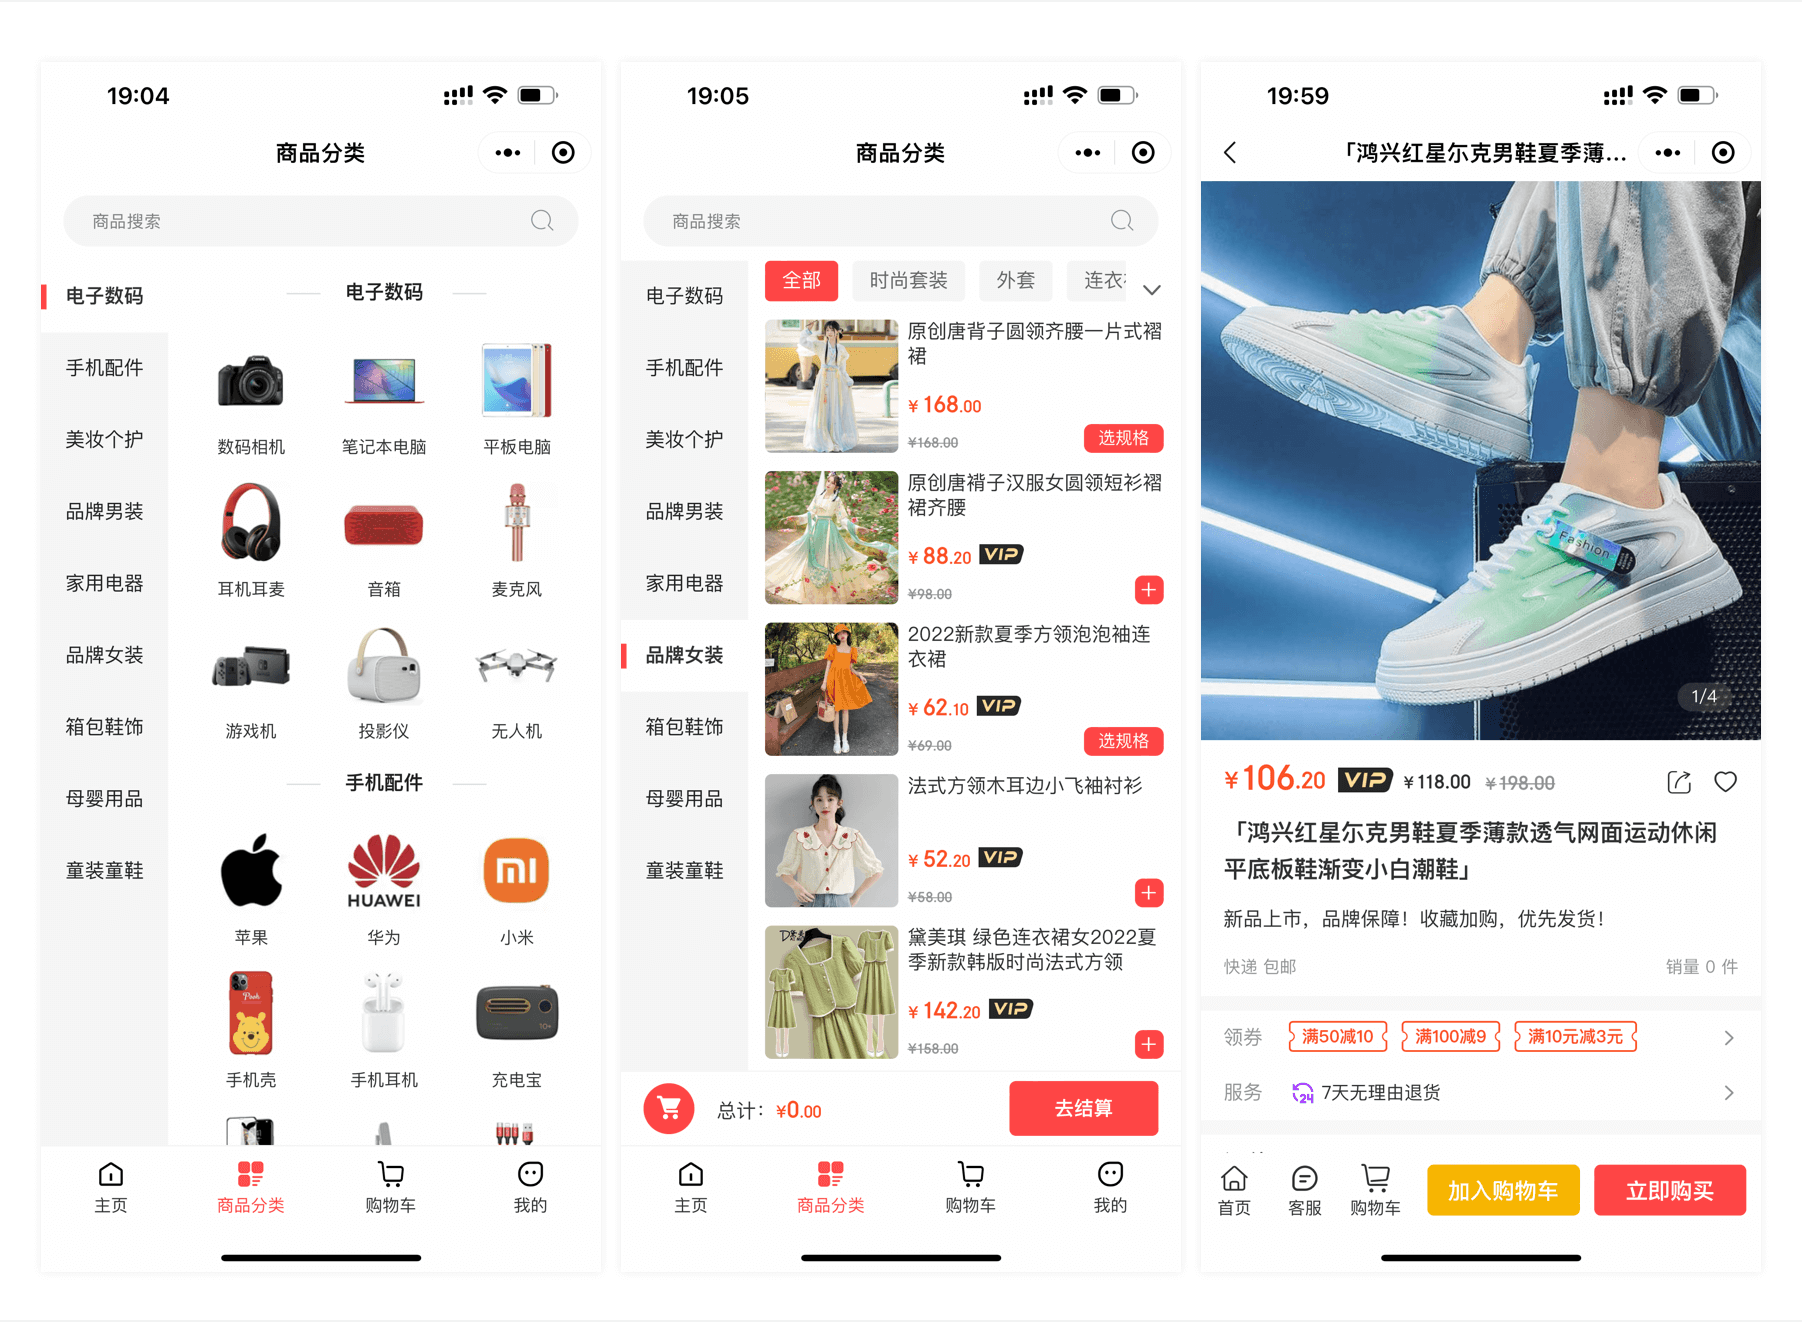 19:04
商品分类
商品搜索
电子数码
手机配件
美妆个护
品牌男装
家用电器
品牌女装
箱包鞋饰
母婴用品
童装童鞋
电子数码
数码相机 笔记本电脑 平板电脑
耳机耳麦 音箱 麦克风
游戏机 投影仪 无人机
手机配件
HUAWEI
苹果 华为 小米
手机壳 手机耳机 充电宝
主页 商品分类 购物车 我的
19:05
商品分类
商品搜索
电子数码
手机配件
美妆个护
品牌男装
家用电器
品牌女装
箱包鞋饰
母婴用品
童装童鞋
全部 时尚套装 外套 连衣
原创唐背子圆领齐腰一片式褶
裙
¥ 168.00
¥168.00
选规格
原创唐褙子汉服女圆领短衫褶
裙齐腰
¥ 88.20 VIP
¥98.00
2022新款夏季方领泡泡袖连
衣裙
¥ 62.10 VIP
¥69.00
选规格
法式方领木耳边小飞袖衬衫
¥ 52.20 VIP
¥58.00
黛美琪 绿色连衣裙女2022夏
季新款韩版时尚法式方领
¥ 142.20 VIP
¥158.00
总计： ¥0.00
去结算
主页 商品分类 购物车 我的
19:59
「鸿兴红星尔克男鞋夏季薄...
Fashion
1/4
¥106.20 VIP ¥118.00 ¥198.00
「鸿兴红星尔克男鞋夏季薄款透气网面运动休闲
平底板鞋渐变小白潮鞋」
新品上市，品牌保障！收藏加购，优先发货！
快递 包邮
销量 0 件
领券 满50减10 满100减9 满10元减3元
服务 24 7天无理由退货
首页 客服 购物车 加入购物车 立即购买